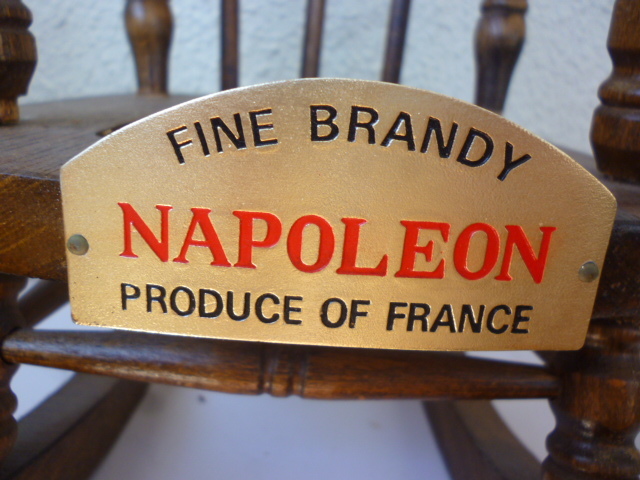 FINE BRANDY
NAPOLEON
PRODUCE OF FRANCE